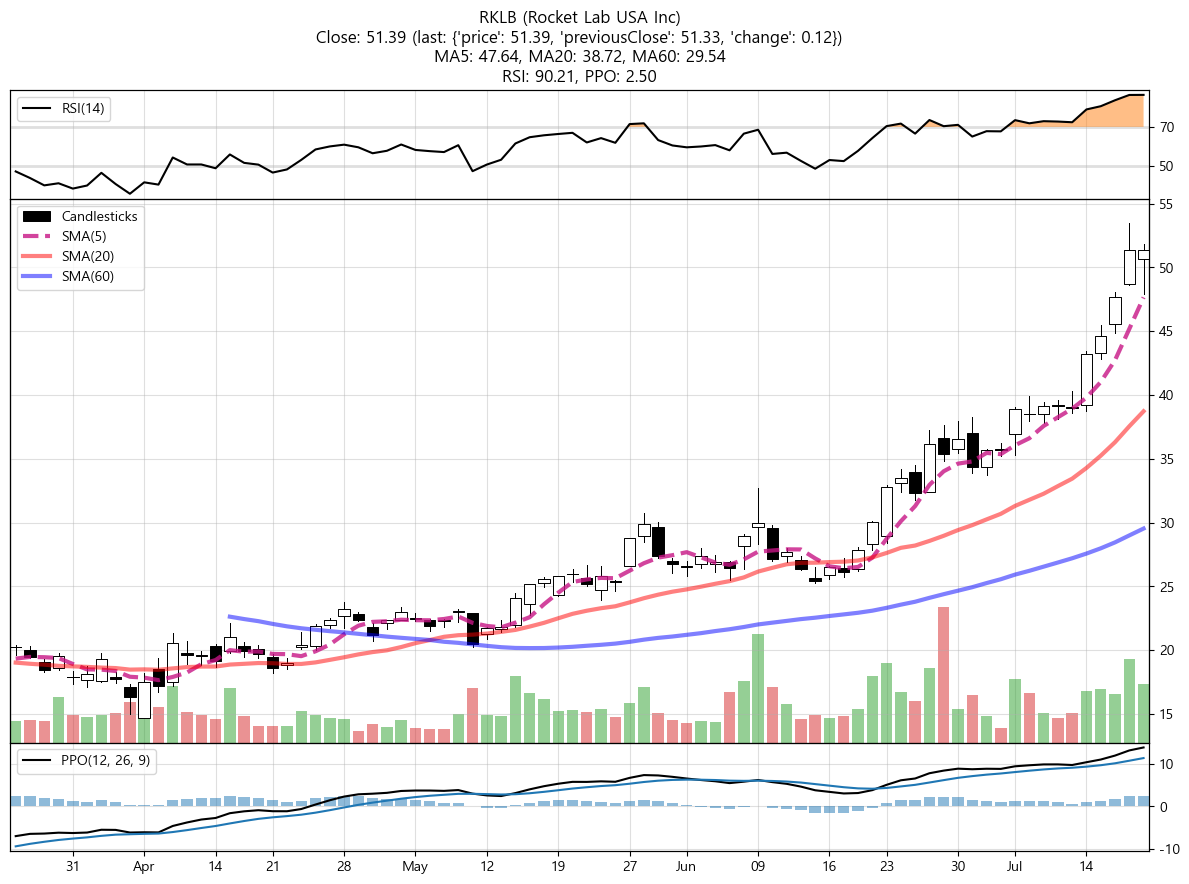 RKLB (Rocket Lab USA Inc)
Close: 51.39 (last: {'price': 51.39, 'previousClose': 51.33, 'change': 0.12})
MA5: 47.64, MA20: 38.72, MA60: 29.54
RSI: 90.21, PPO: 2.50
RSI(14)
70
50
Candlesticks
SMA(5)
SMA(20)
SMA(60)
55
50
45
40
35
30
25
20
15
PPO(12, 26, 9)
10
0
-10
31 Apr 14 21 28 May 12 19 27 Jun 09 16 23 30 Jul 14